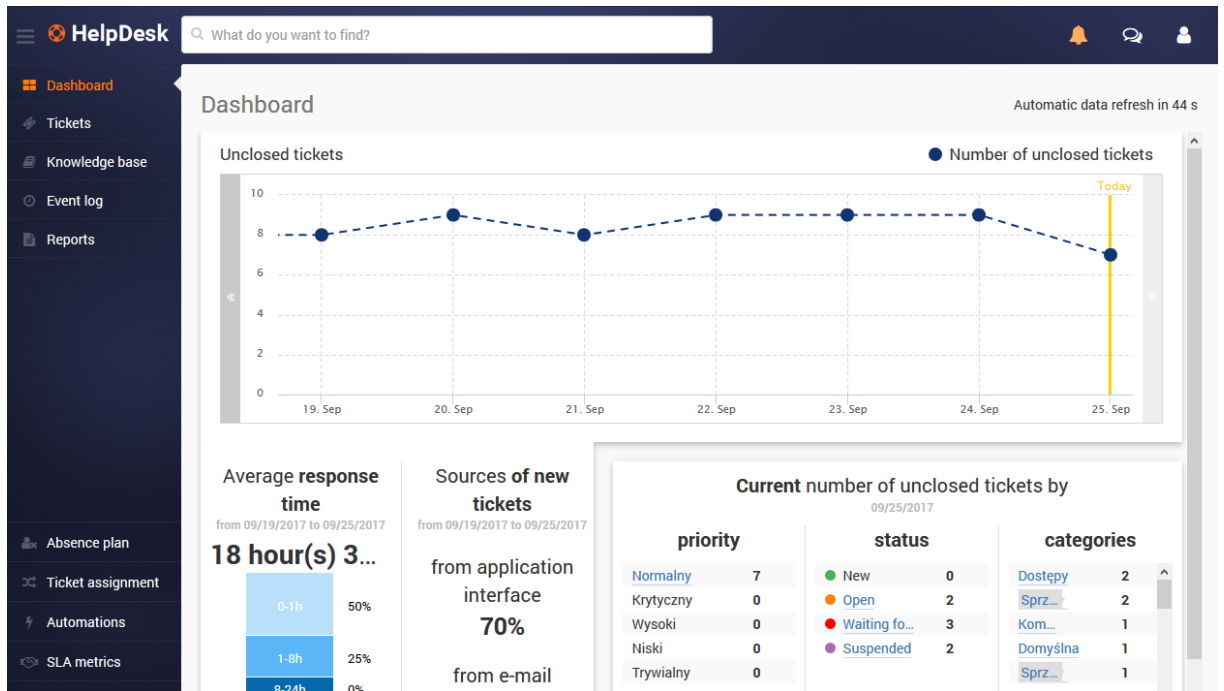 HelpDesk
What do you want to find?
Dashboard
Tickets
Knowledge base
Event log
Reports
Absence plan
Ticket assignment
Automations
SLA metrics
Dashboard
Automatic data refresh in 44 s
Unclosed tickets
Number of unclosed tickets
Today
10
8
6
4
2
0
19. Sep 20. Sep 21. Sep 22. Sep 23. Sep 24. Sep 25. Sep
Average response
time
from 09/19/2017 to 09/25/2017
18 hour(s) 3...
0-1h 50%
1-8h 25%
8-24h 0%
Sources of new
tickets
from 09/19/2017 to 09/25/2017
from application
interface
70%
from e-mail
Current number of unclosed tickets by
09/25/2017
priority
Normalny 7
Krytyczny 0
Wysoki 0
Niski 0
Trywialny 0
status
New 0
Open 2
Waiting fo... 3
Suspended 2
categories
Dostępy 2
Sprz... 2
Kom... 1
Domyślna 1
Sprz... 1